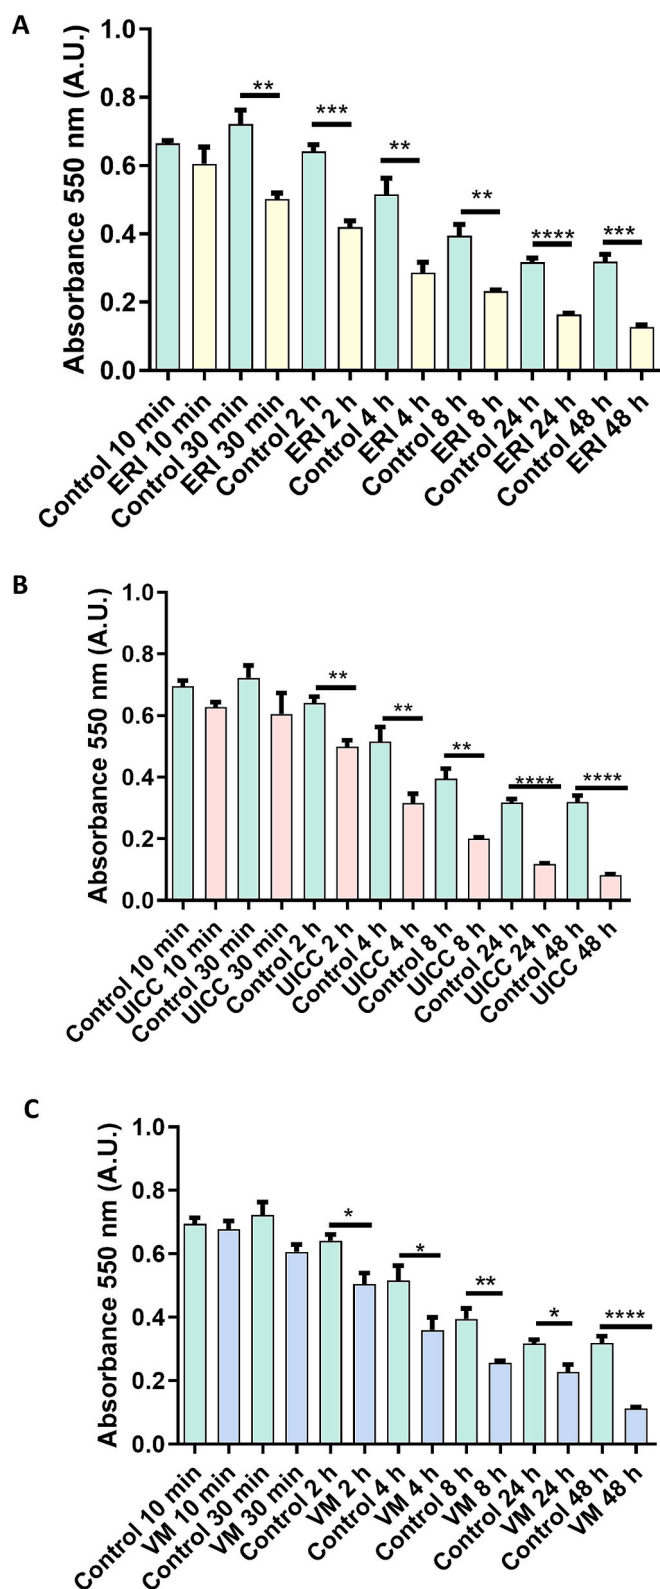 A
Absorbance 550 nm (A.U.)
1.0
0.8
0.6
0.4
0.2
0.0
**
***
**
**
****
***
Control 10 min
ERI 10 min
Control 30 min
ERI 30 min
Control 2 h
ERI 2 h
Control 4 h
ERI 4 h
Control 8 h
ERI 8 h
Control 24 h
ERI 24 h
Control 48 h
ERI 48 h
B
Absorbance 550 nm (A.U.)
1.0
0.8
0.6
0.4
0.2
0.0
**
**
**
****
****
Control 10 min
UICC 10 min
Control 30 min
UICC 30 min
Control 2 h
UICC 2 h
Control 4 h
UICC 4 h
Control 8 h
UICC 8 h
Control 24 h
UICC 24 h
Control 48 h
UICC 48 h
C
Absorbance 550 nm (A.U.)
1.0
0.8
0.6
0.4
0.2
0.0
*
*
**
*
****
Control 10 min
VM 10 min
Control 30 min
VM 30 min
Control 2 h
VM 2 h
Control 4 h
VM 4 h
Control 8 h
VM 8 h
Control 24 h
VM 24 h
Control 48 h
VM 48 h